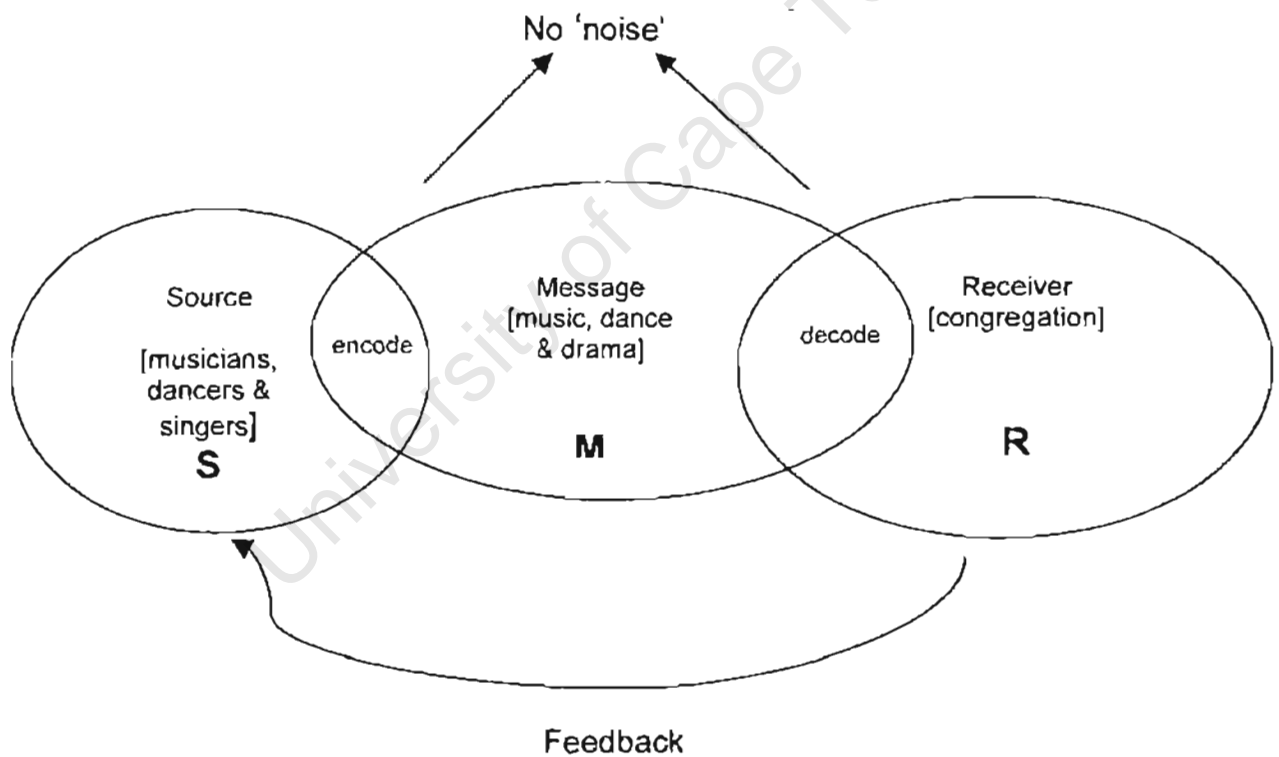 No 'noise'
Source
[musicians,
dancers &
singers]
S
encode
Message
[music, dance
& drama]
M
decode
Receiver
[congregation]
R
Feedback
University of Cape